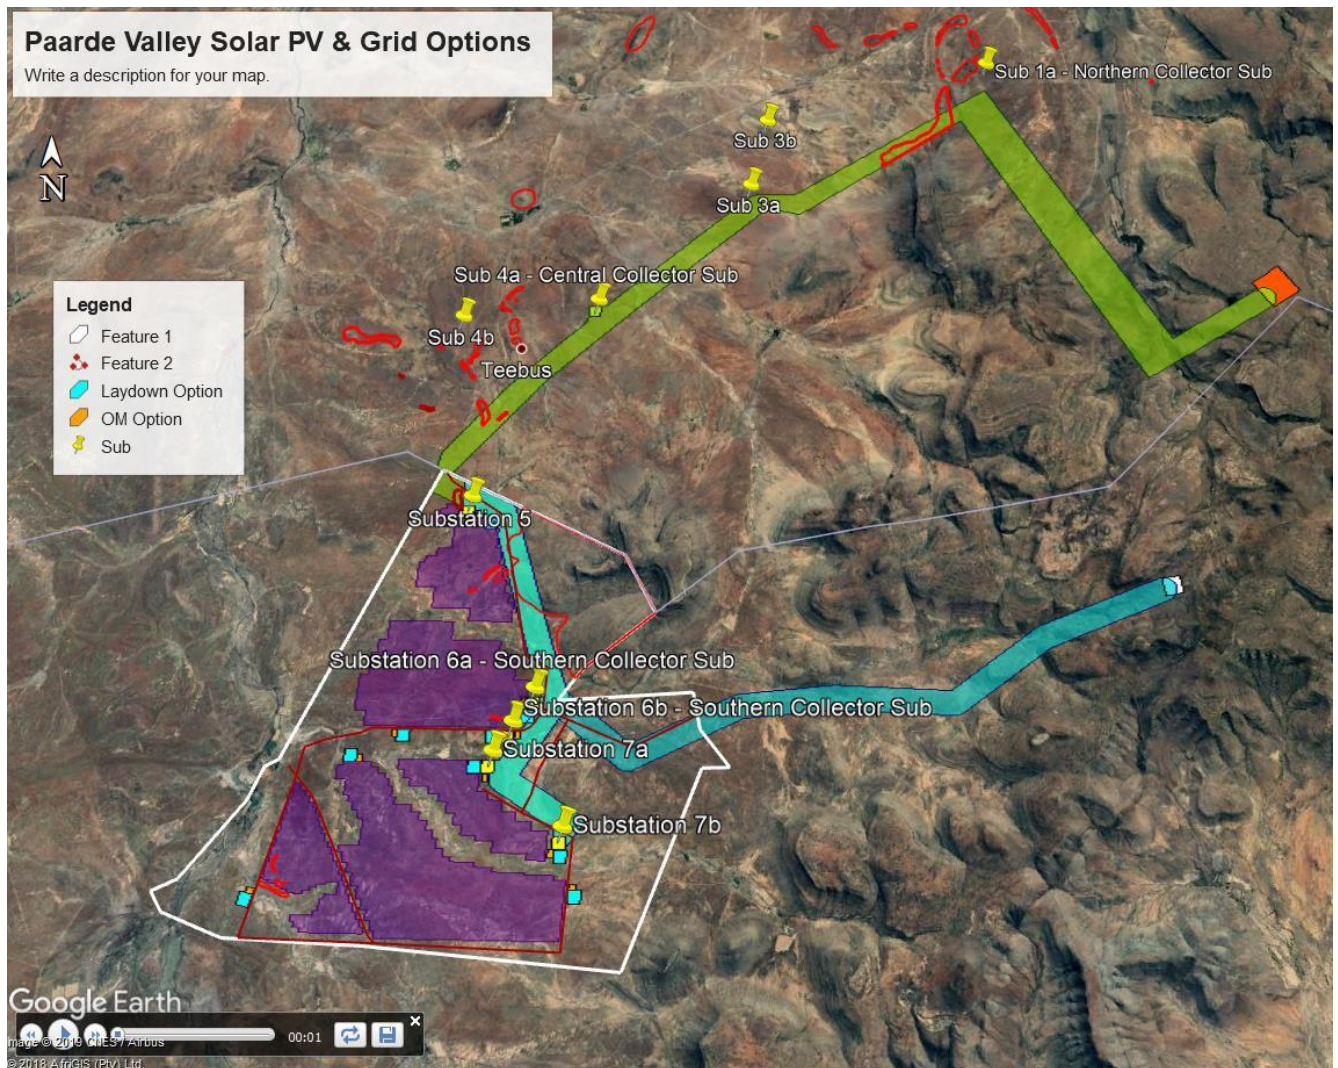 Paarde Valley Solar PV & Grid Options
Write a description for your map.
Sub 1a - Northern Collector Sub
Sub 3b
N
Sub 3a
Sub 4a - Central Collector Sub
Legend
Feature 1
Feature 2
Laydown Option
OM Option
Sub
Sub 4b
Teebus
Substation 5
Substation 6a - Southern Collector Sub
Substation 6b - Southern Collector Sub
Substation 7a
Substation 7b
Google Earth
00:01
Image © 2019 CNES / Airbus
© 2018 AfriGIS (Pty) Ltd.